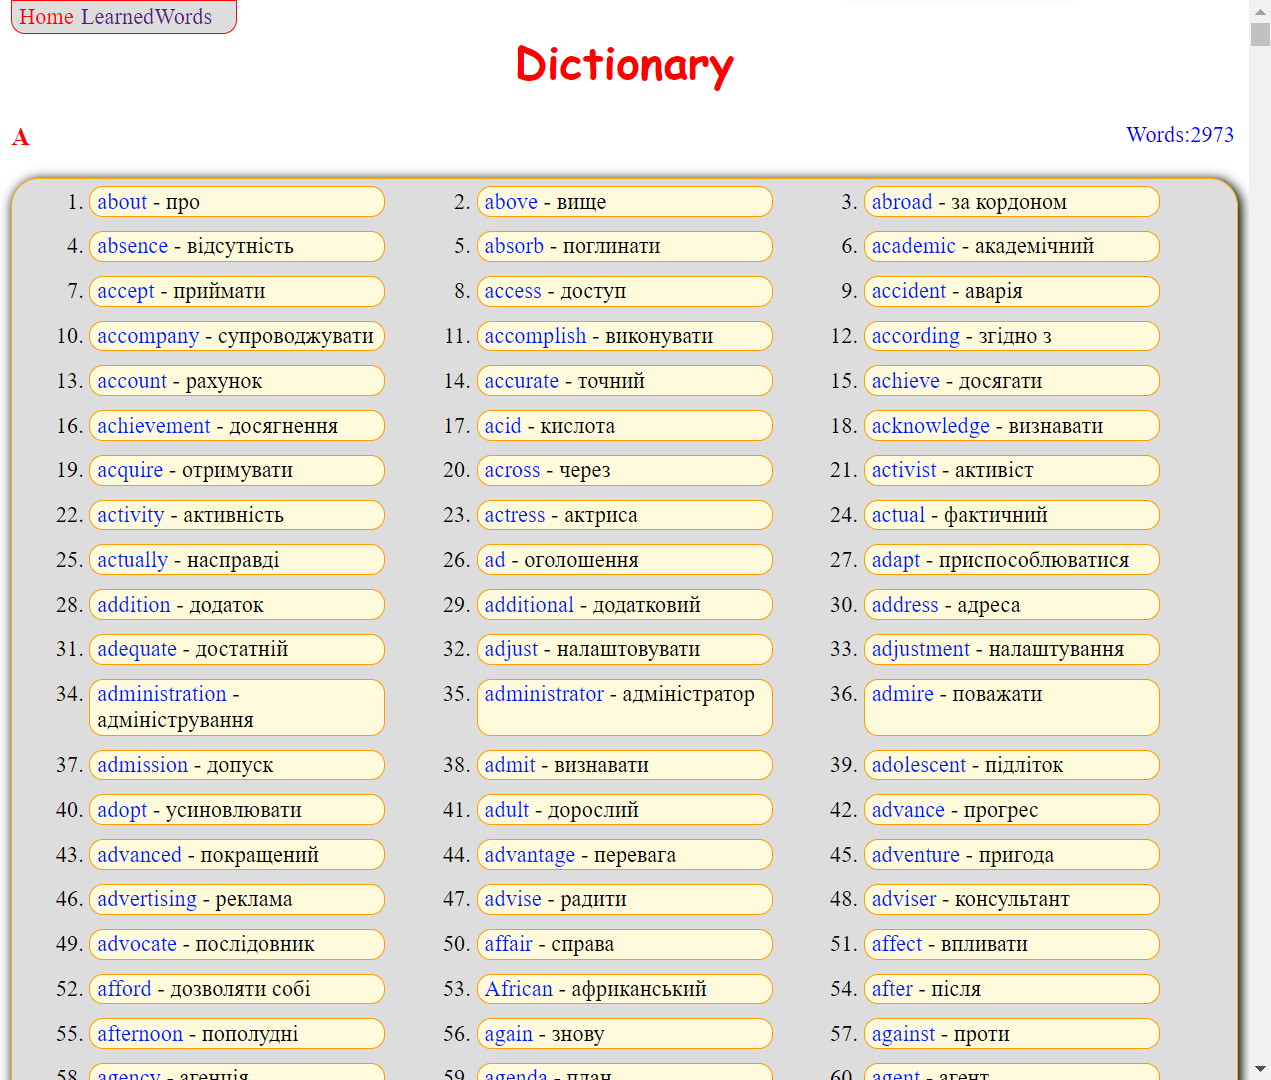 Home LearnedWords
Dictionary
A
Words:2973
1. about - про
2. above - вище
3. abroad - за кордоном
4. absence - відсутність
5. absorb - поглинати
6. academic - академічний
7. accept - приймати
8. access - доступ
9. accident - аварія
10. accompany - супроводжувати
11. accomplish - виконувати
12. according - згідно з
13. account - рахунок
14. accurate - точний
15. achieve - досягати
16. achievement - досягнення
17. acid - кислота
18. acknowledge - визнавати
19. acquire - отримувати
20. across - через
21. activist - активіст
22. activity - активність
23. actress - актриса
24. actual - фактичний
25. actually - насправді
26. ad - оголошення
27. adapt - приспособлюватися
28. addition - додаток
29. additional - додатковий
30. address - адреса
31. adequate - достатній
32. adjust - налаштовувати
33. adjustment - налаштування
34. administration -
адміністрування
35. administrator - адміністратор
36. admire - поважати
37. admission - допуск
38. admit - визнавати
39. adolescent - підліток
40. adopt - усиновлювати
41. adult - дорослий
42. advance - прогрес
43. advanced - покращений
44. advantage - перевага
45. adventure - пригода
46. advertising - реклама
47. advise - радити
48. adviser - консультант
49. advocate - послідовник
50. affair - справа
51. affect - впливати
52. afford - дозволяти собі
53. African - африканський
54. after - після
55. afternoon - пополудні
56. again - знову
57. against - проти
58. agency - агенція
59. agenda - план
60. agent - агент